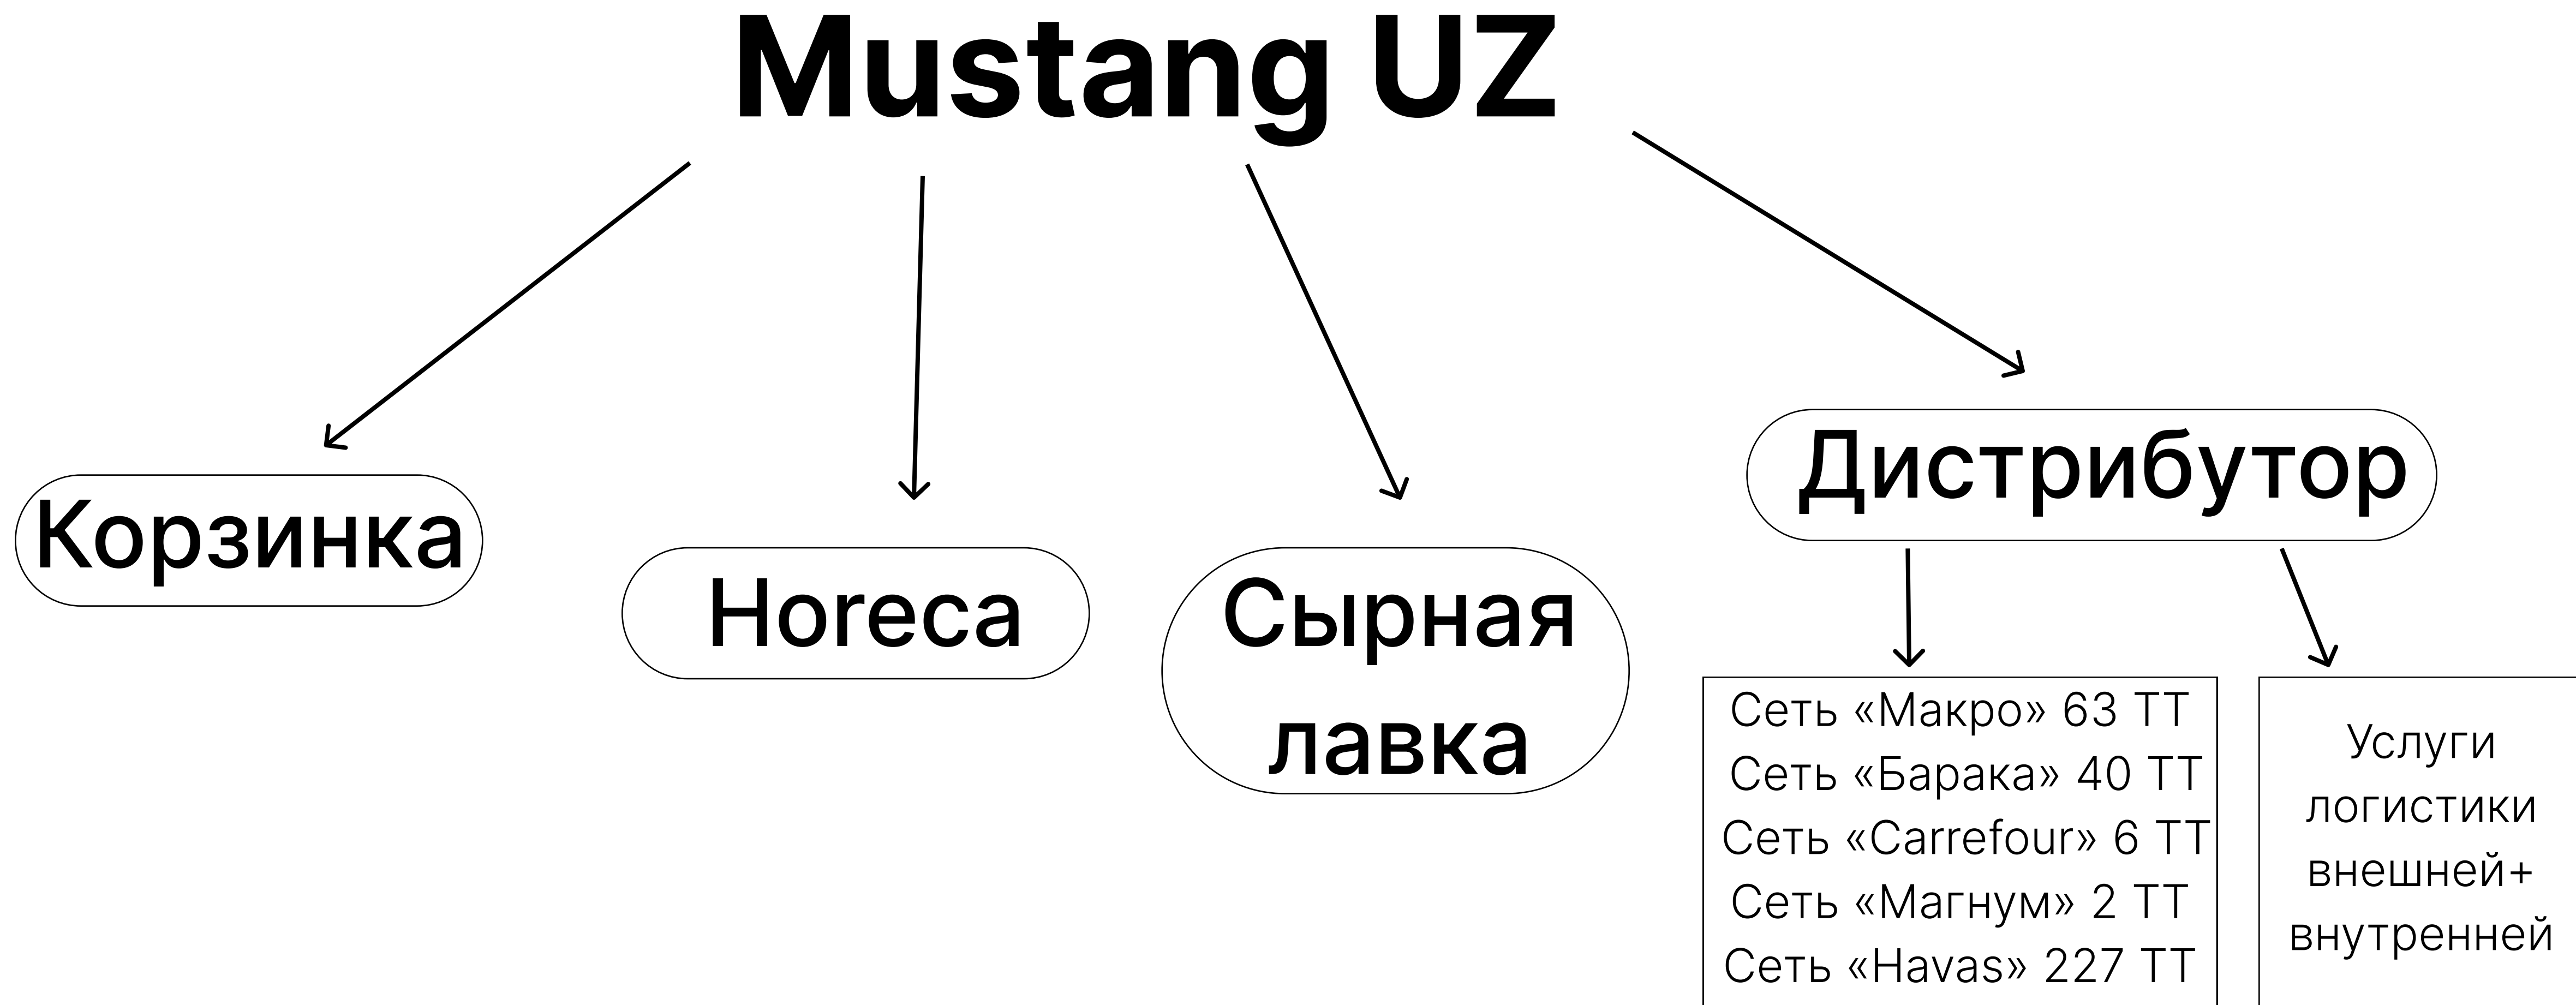 Mustang UZ
Корзинка
Horeca
Сырная
лавка
Дистрибутор
Сеть «Макро» 63 ТТ
Сеть «Барака» 40 ТТ
Сеть «Carrefour» 6 ТТ
Сеть «Магнум» 2 ТТ
Сеть «Havas» 227 ТТ
Услуги
логистики
внешней+
внутренней